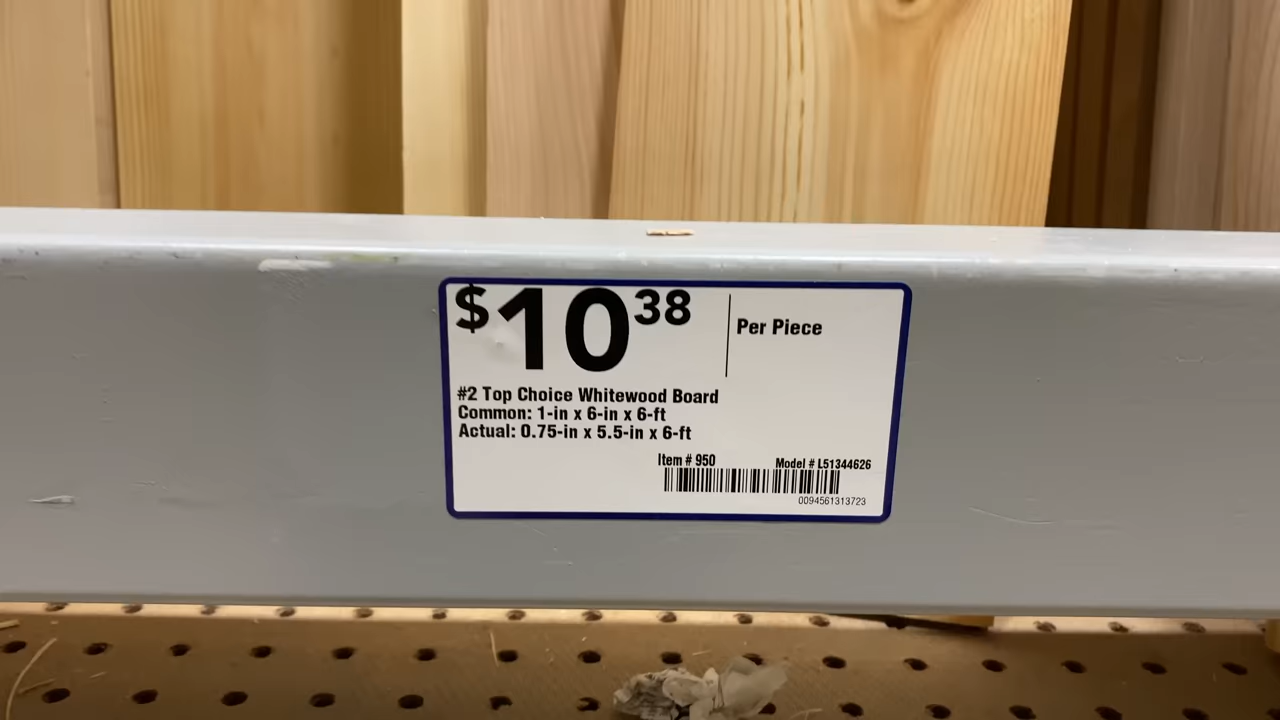 $10 38
Per Piece
#2 Top Choice Whitewood Board
Common: 1-in x 6-in x 6-ft
Actual: 0.75-in x 5.5-in x 6-ft
Item # 950
Model # L51344626
0094561313723